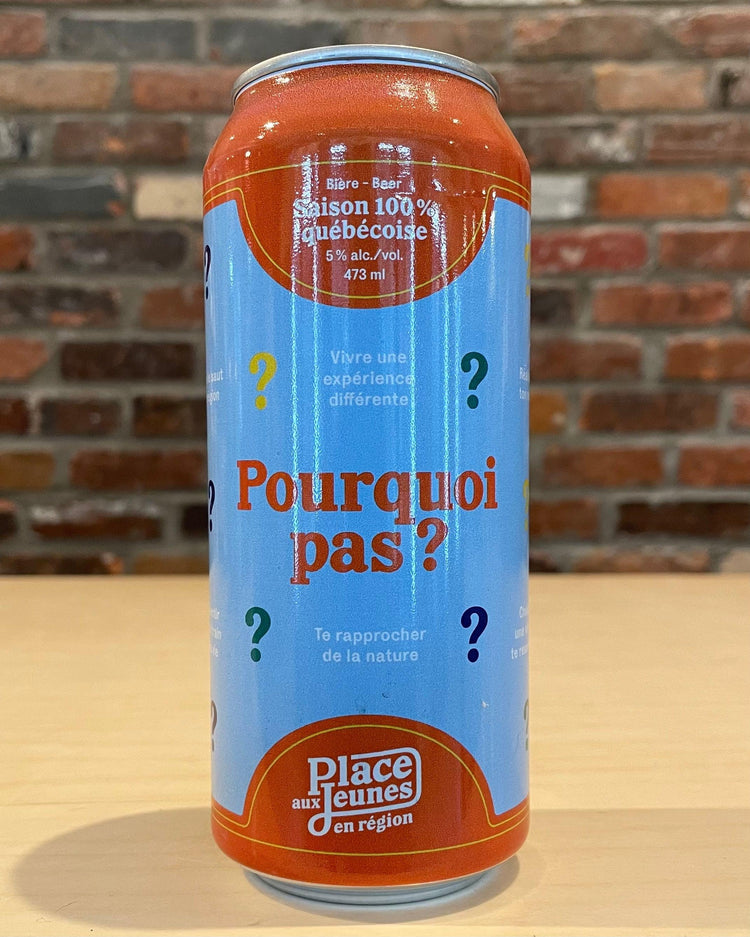 Bière - Beer
Saison 100 %
québécoise
5 % alc./vol.
473 ml
?
? Vivre une ?
expérience
différente
Pourquoi
pas ?
?
? Te rapprocher ?
de la nature
?
Place
aux Jeunes
en région